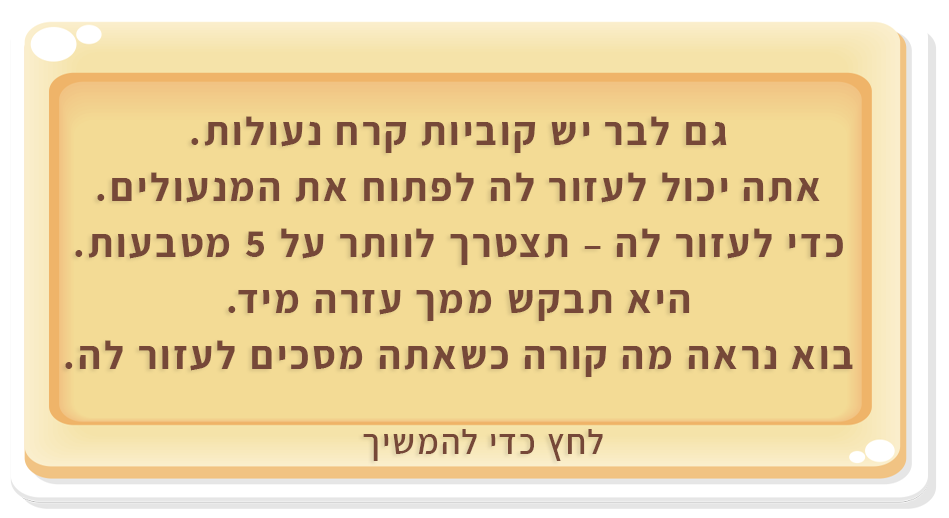 גם לבר יש קוביות קרח נעולות.
אתה יכול לעזור לה לפתוח את המנעולים.
כדי לעזור לה – תצטרך לוותר על 5 מטבעות.
היא תבקש ממך עזרה מיד.
בוא נראה מה קורה כשאתה מסכים לעזור לה.
לחץ כדי להמשיך